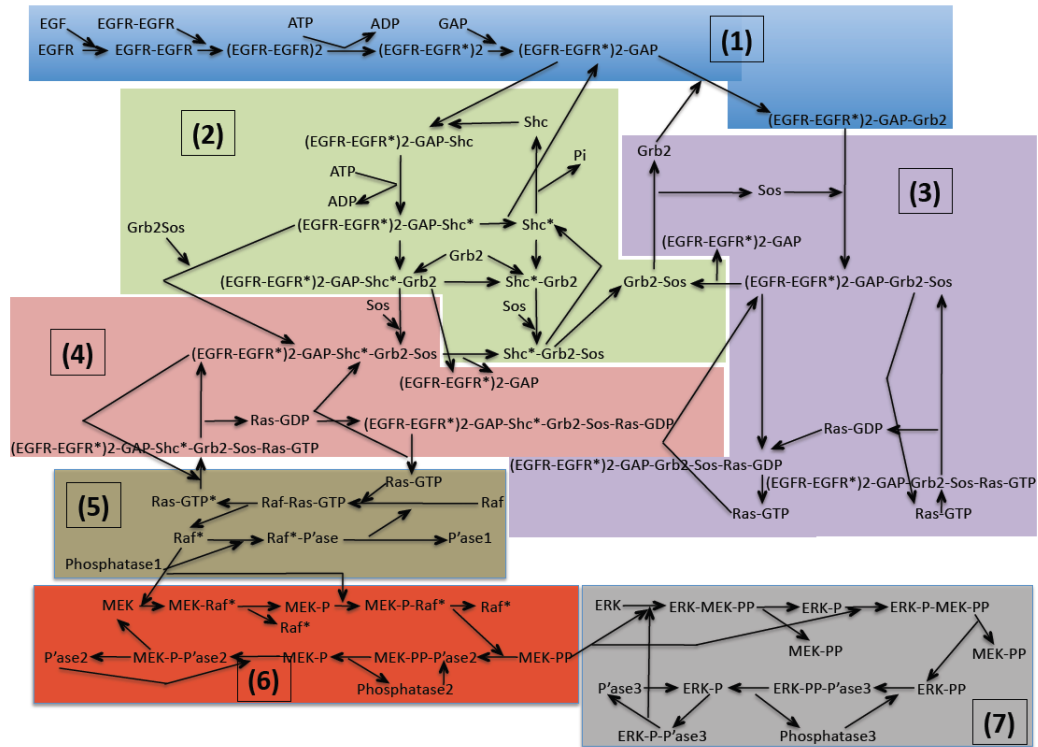 EGF EGFR-EGFR ATP ADP GAP
EGFR EGFR-EGFR (EGFR-EGFR)2 (EGFR-EGFR*)2 (EGFR-EGFR*)2-GAP
(1)
(EGFR-EGFR*)2-GAP-Grb2
(2)
Shc
(EGFR-EGFR*)2-GAP-Shc
Pi
ATP
ADP
Grb2Sos
(EGFR-EGFR*)2-GAP-Shc* Shc*
Grb2
(EGFR-EGFR*)2-GAP-Shc*-Grb2 Shc*-Grb2
Sos Sos
Shc*-Grb2-Sos
Grb2-Sos
Grb2
(3)
Sos
(EGFR-EGFR*)2-GAP
(EGFR-EGFR*)2-GAP-Grb2-Sos
Ras-GDP
(EGFR-EGFR*)2-GAP-Grb2-Sos-Ras-GDP
(EGFR-EGFR*)2-GAP-Grb2-Sos-Ras-GTP
Ras-GTP Ras-GTP
(4)
(EGFR-EGFR*)2-GAP-Shc*-Grb2-Sos
(EGFR-EGFR*)2-GAP
Ras-GDP (EGFR-EGFR*)2-GAP-Shc*-Grb2-Sos-Ras-GDP
(EGFR-EGFR*)2-GAP-Shc*-Grb2-Sos-Ras-GTP
(5)
Ras-GTP
Ras-GTP* Raf-Ras-GTP Raf
Raf* Raf*-P'ase P'ase1
Phosphatase1
MEK MEK-Raf* MEK-P MEK-P-Raf* Raf*
Raf*
P'ase2 MEK-P-P'ase2 MEK-P MEK-PP-P'ase2 MEK-PP
(6)
Phosphatase2
ERK ERK-MEK-PP ERK-P ERK-P-MEK-PP
MEK-PP MEK-PP
P'ase3 ERK-P ERK-PP-P'ase3 ERK-PP
ERK-P-P'ase3 Phosphatase3
(7)